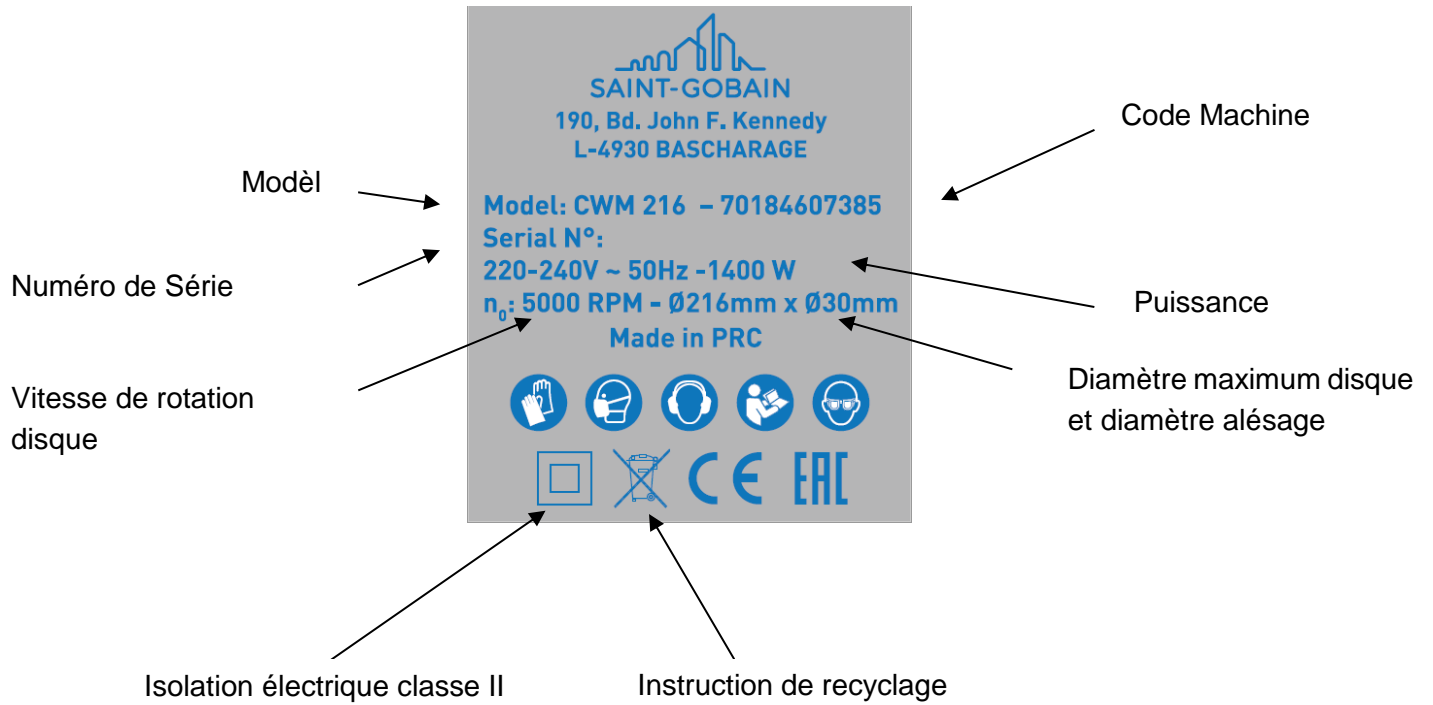 SAINT-GOBAIN
190, Bd. John F. Kennedy
L-4930 BASCHARAGE
Code Machine
Modèl
Model: CWM 216 – 70184607385
Serial N°:
Numéro de Série
220-240V ~ 50Hz -1400 W
Puissance
n₀: 5000 RPM - Ø216mm x Ø30mm
Made in PRC
Vitesse de rotation
disque
Diamètre maximum disque
et diamètre alésage
CE EAC
Isolation électrique classe II
Instruction de recyclage